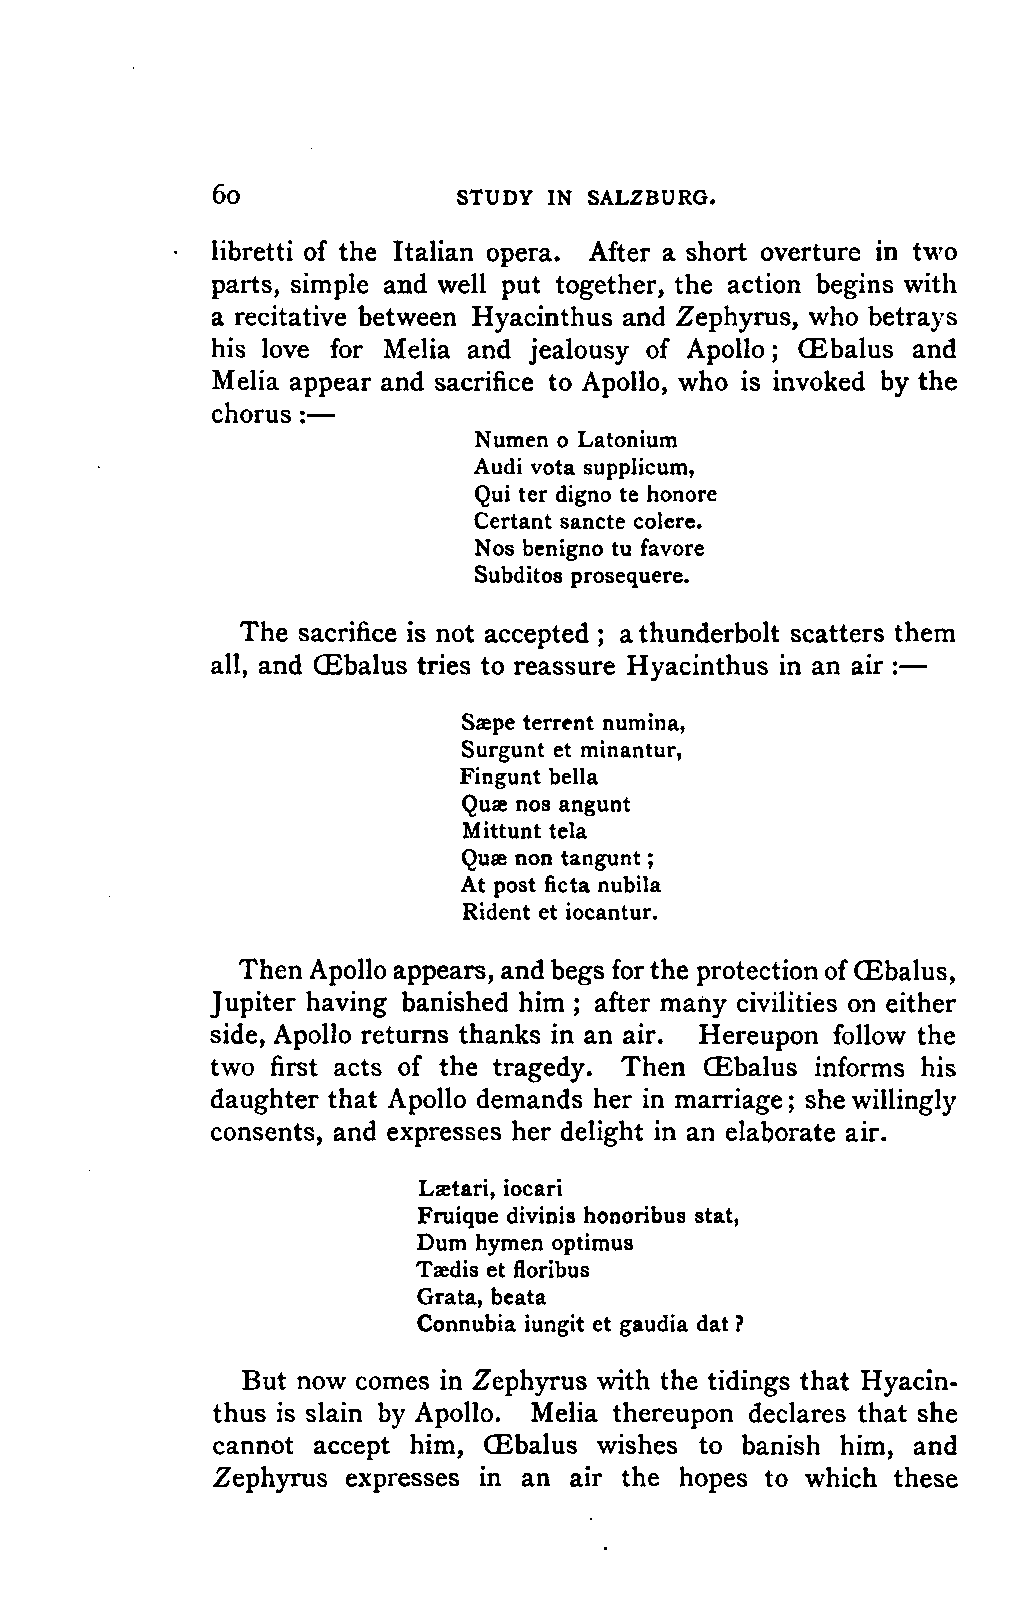 60 STUDY IN SALZBURG.
libretti of the Italian opera. After a short overture in two
parts, simple and well put together, the action begins with
a recitative between Hyacinthus and Zephyrus, who betrays
his love for Melia and jealousy of Apollo; Œbalus and
Melia appear and sacrifice to Apollo, who is invoked by the
chorus :—
Numen o Latonium
Audi vota supplicum,
Qui ter digno te honore
Certant sancte colere.
Nos benigno tu favore
Subditos prosequere.
The sacrifice is not accepted ; a thunderbolt scatters them
all, and Œbalus tries to reassure Hyacinthus in an air :—
Sæpe terrent numina,
Surgunt et minantur,
Fingunt bella
Quæ nos angunt
Mittunt tela
Quæ non tangunt ;
At post ficta nubila
Rident et iocantur.
Then Apollo appears, and begs for the protection of Œbalus,
Jupiter having banished him ; after many civilities on either
side, Apollo returns thanks in an air. Hereupon follow the
two first acts of the tragedy. Then Œbalus informs his
daughter that Apollo demands her in marriage; she willingly
consents, and expresses her delight in an elaborate air.
Lætari, iocari
Fruique divinis honoribus stat,
Dum hymen optimus
Tædis et floribus
Grata, beata
Connubia iungit et gaudia dat ?
But now comes in Zephyrus with the tidings that Hyacin-
thus is slain by Apollo. Melia thereupon declares that she
cannot accept him, Œbalus wishes to banish him, and
Zephyrus expresses in an air the hopes to which these